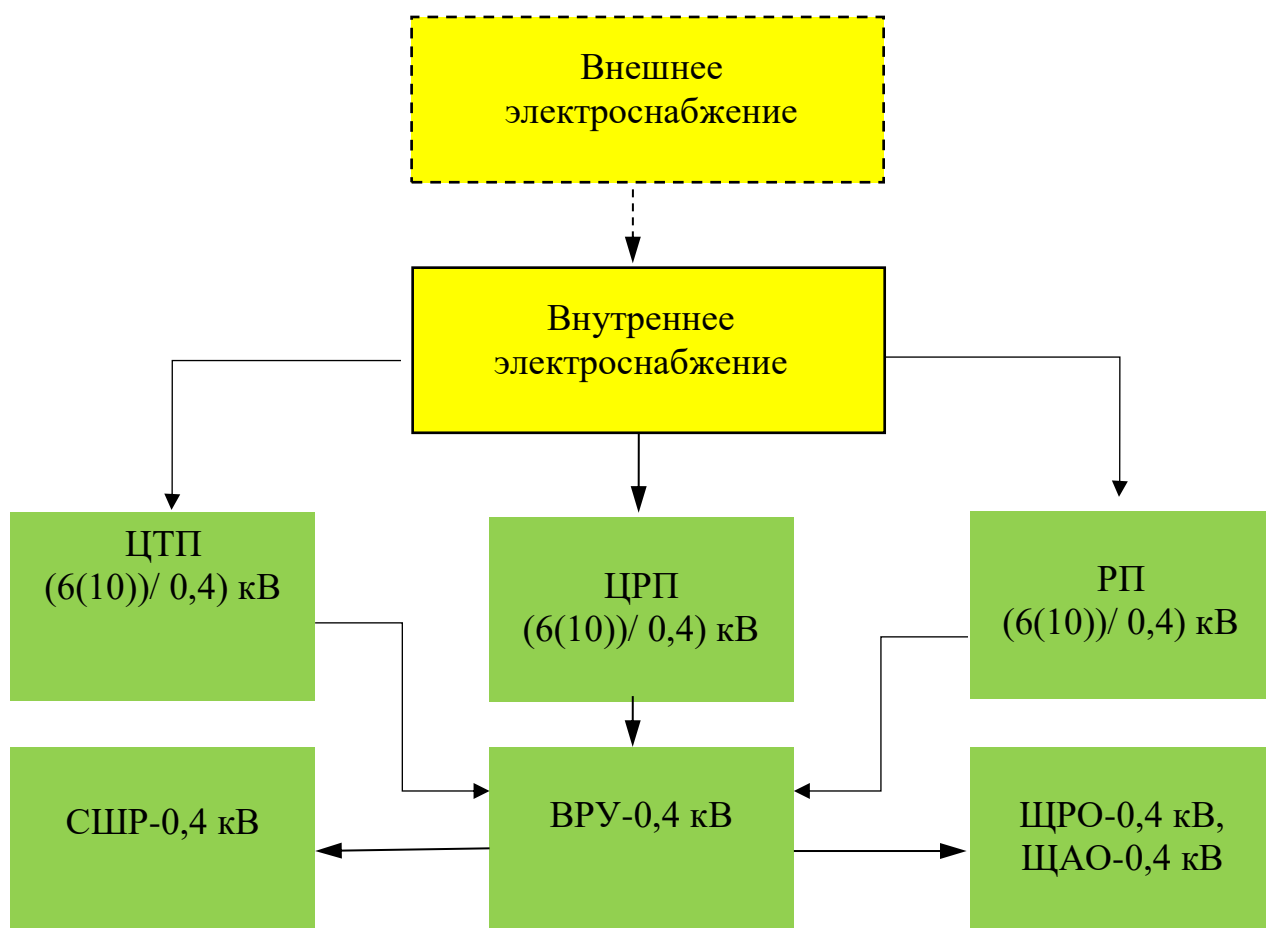 Внешнее
электроснабжение
Внутреннее
электроснабжение
ЦТП
(6(10))/ 0,4) кВ
ЦРП
(6(10))/ 0,4) кВ
РП
(6(10))/ 0,4) кВ
СШР-0,4 кВ
ВРУ-0,4 кВ
ЩРО-0,4 кВ,
ЩАО-0,4 кВ